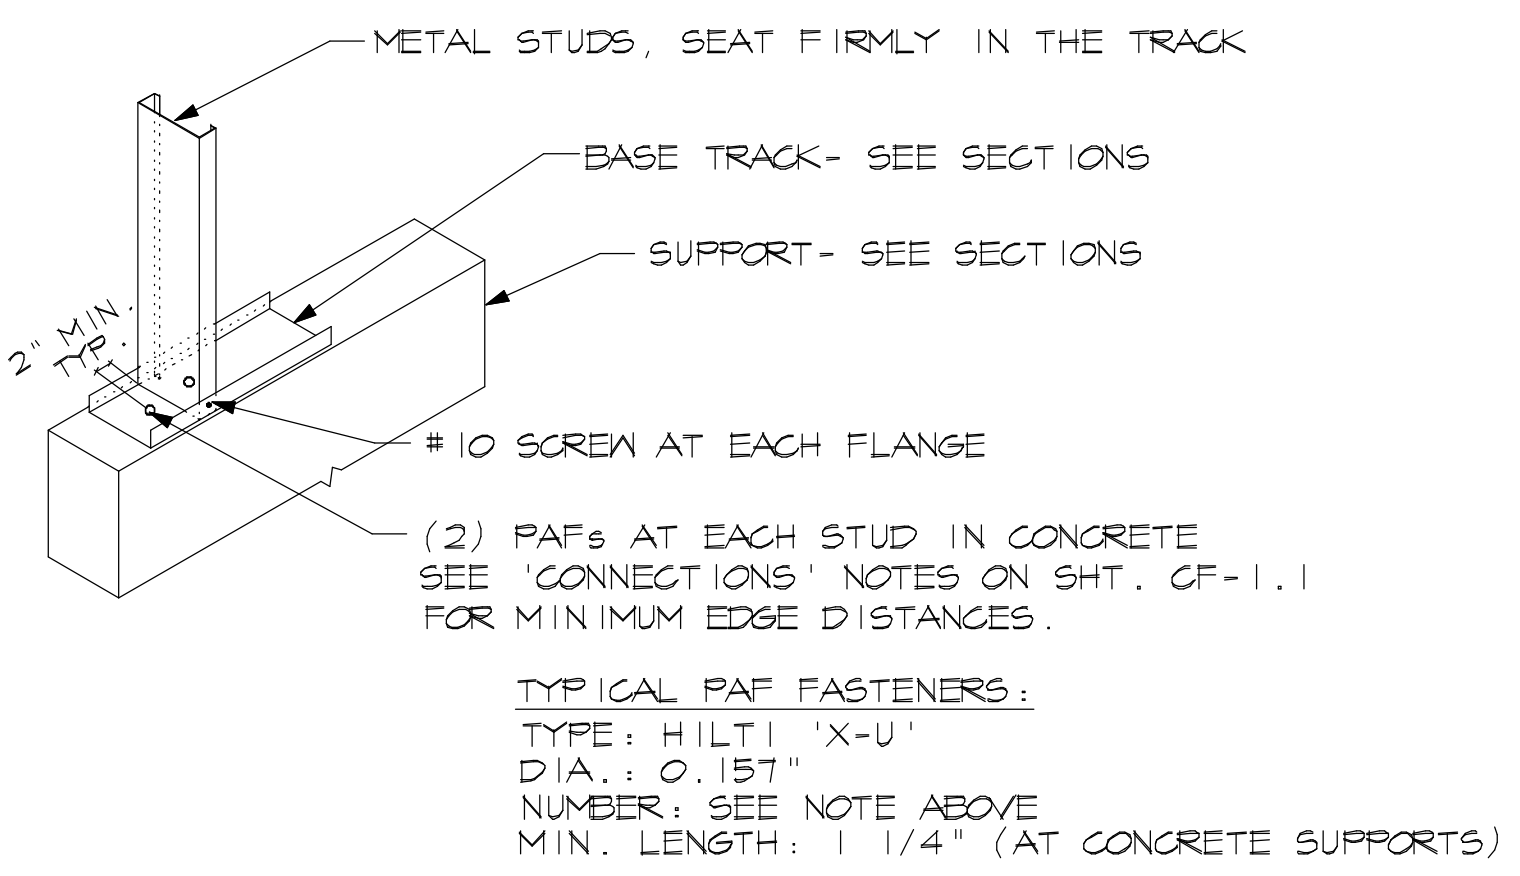 METAL STUDS, SEAT FIRMLY IN THE TRACK
BASE TRACK- SEE SECTIONS
SUPPORT- SEE SECTIONS
2" MIN.
TYP.
#10 SCREW AT EACH FLANGE
(2) PAFs AT EACH STUD IN CONCRETE
SEE 'CONNECTIONS' NOTES ON SHT. CF-1.1
FOR MINIMUM EDGE DISTANCES.
TYPICAL PAF FASTENERS:
TYPE: HILTI 'X-U'
DIA.: 0.157"
NUMBER: SEE NOTE ABOVE
MIN. LENGTH: 1 1/4" (AT CONCRETE SUPPORTS)